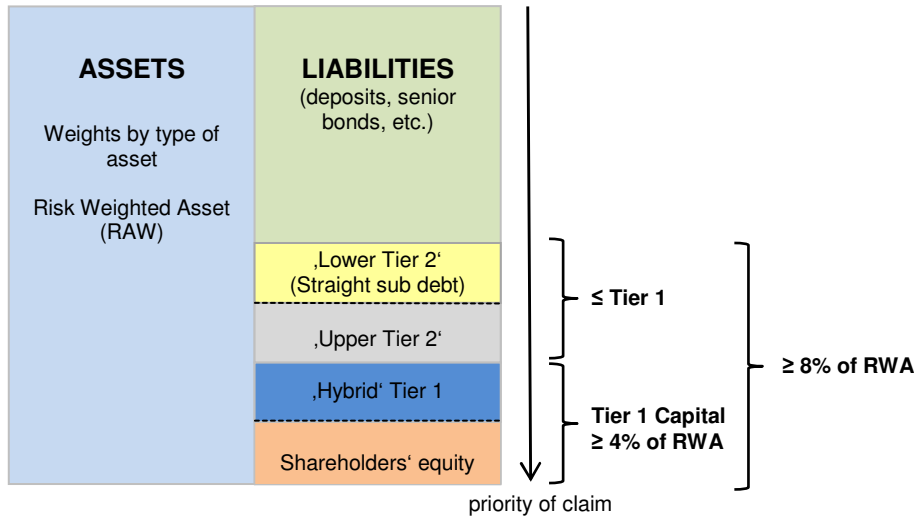 ASSETS
Weights by type of
asset
Risk Weighted Asset
(RAW)
LIABILITIES
(deposits, senior
bonds, etc.)
‚Lower Tier 2‘
(Straight sub debt)
‚Upper Tier 2‘
‚Hybrid‘ Tier 1
Shareholders‘ equity
≤ Tier 1
Tier 1 Capital
≥ 4% of RWA
≥ 8% of RWA
priority of claim